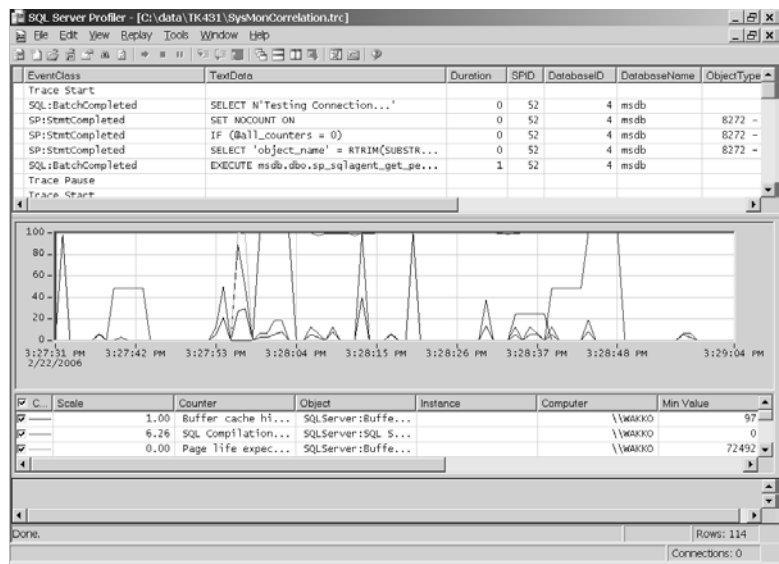 SQL Server Profiler - [C:\data\TK431\SysMonCorrelation.trc]
File Edit View Replay Tools Window Help
EventClass TextData Duration SPID DatabaseID DatabaseName ObjectType
Trace Start
SQL:BatchCompleted SELECT N'Testing Connection...' 0 52 4 msdb
SP:StmtCompleted SET NOCOUNT ON 0 52 4 msdb 8272 -
SP:StmtCompleted IF (@all_counters = 0) 0 52 4 msdb 8272 -
SP:StmtCompleted SELECT 'object_name' = RTRIM(SUBSTR... 0 52 4 msdb 8272 -
SQL:BatchCompleted EXECUTE msdb.dbo.sp_sqlagent_get_pe... 1 52 4 msdb
Trace Pause
Trace Start
100
80
60
40
20
0
3:27:31 PM 3:27:42 PM 3:27:53 PM 3:28:04 PM 3:28:15 PM 3:28:26 PM 3:28:37 PM 3:28:48 PM 3:29:04 PM
2/22/2006
C... Scale Counter Object Instance Computer Min Value
1.00 Buffer cache hi... SQLServer:Buffe... \\WAKKO 97
6.26 SQL Compilation... SQLServer:SQL S... \\WAKKO 0
0.00 Page life expec... SQLServer:Buffe... \\WAKKO 72492
Done. Rows: 114
Connections: 0